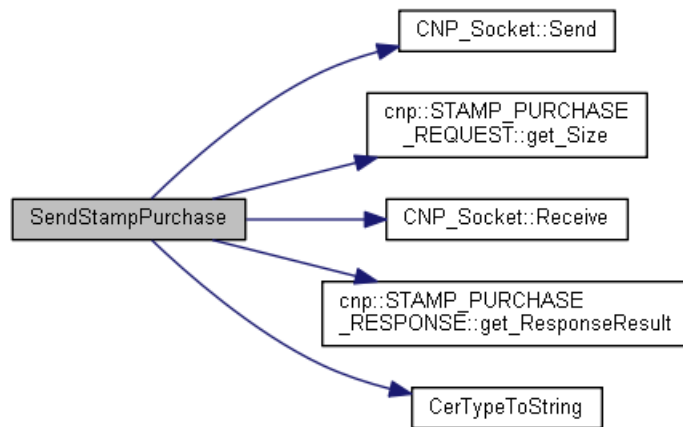 CNP_Socket::Send
cnp::STAMP_PURCHASE
_REQUEST::get_Size
SendStampPurchase
CNP_Socket::Receive
cnp::STAMP_PURCHASE
_RESPONSE::get_ResponseResult
CerTypeToString